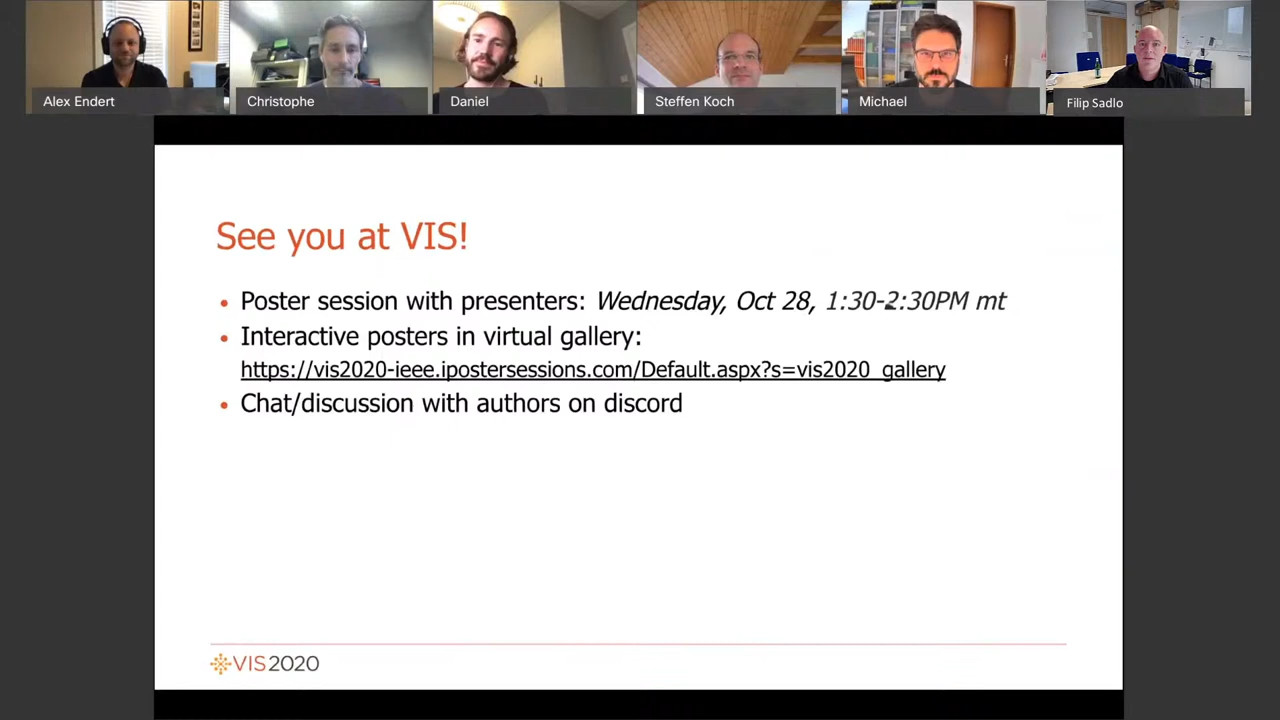 Alex Endert
Christophe
Daniel
Steffen Koch
Michael
Filip Sadlo
See you at VIS!
• Poster session with presenters: Wednesday, Oct 28, 1:30-2:30PM mt
• Interactive posters in virtual gallery:
https://vis2020-ieee.ipostersessions.com/Default.aspx?s=vis2020_gallery
• Chat/discussion with authors on discord
VIS2020